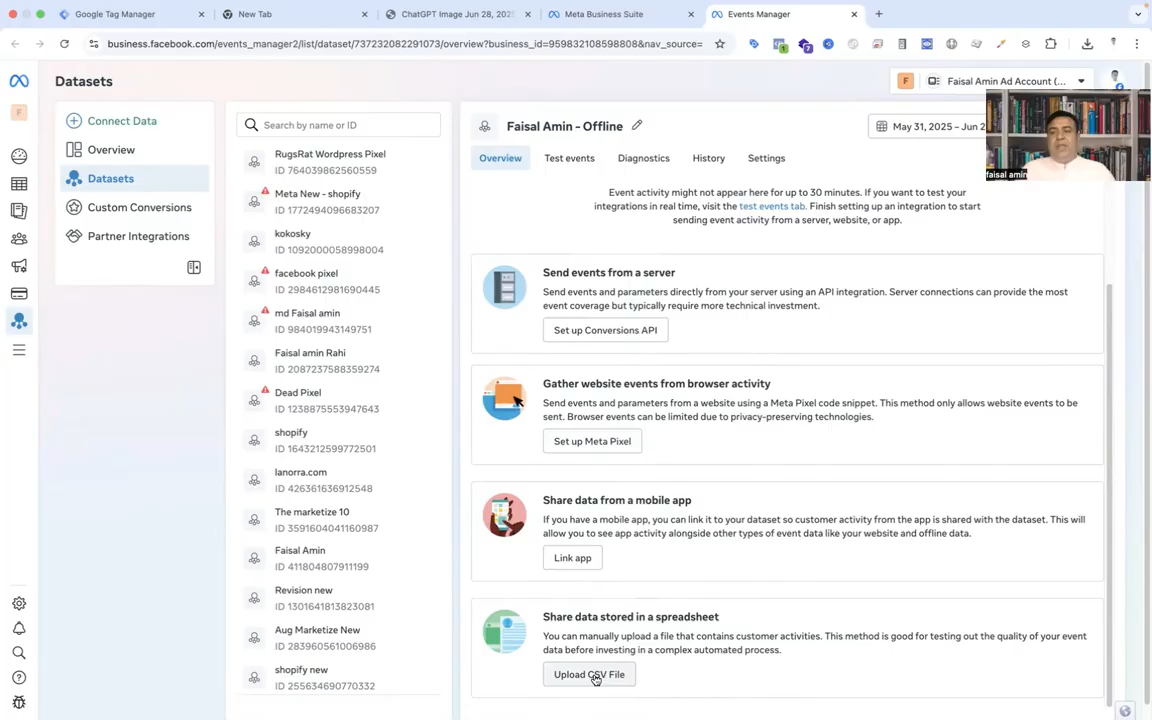 Google Tag Manager
New Tab
ChatGPT Image Jun 28, 202
Meta Business Suite
Events Manager
business.facebook.com/events_manager2/list/dataset/737232082291073/overview?business_id=959832108598808&nav_source=
Datasets
F
Faisal Amin Ad Account (...
F
Connect Data
Overview
Datasets
Custom Conversions
Partner Integrations
Search by name or ID
RugsRat Wordpress Pixel
ID 764039862560559
Meta New - shopify
ID 1772494096683207
kokosky
ID 1092000058998004
facebook pixel
ID 2984612981690445
md Faisal amin
ID 984019943149751
Faisal amin Rahi
ID 2087237588359274
Dead Pixel
ID 1238875553947643
shopify
ID 1643212599772501
lanorra.com
ID 426361636912548
The marketize 10
ID 3591604041160987
Faisal Amin
ID 411804807911199
Revision new
ID 1301641813823081
Aug Marketize New
ID 283960561006986
shopify new
ID 255634690770332
Faisal Amin - Offline
May 31, 2025 – Jun 2
faisal amin
Overview
Test events
Diagnostics
History
Settings
Event activity might not appear here for up to 30 minutes. If you want to test your
integrations in real time, visit the test events tab. Finish setting up an integration to start
sending event activity from a server, website, or app.
Send events from a server
Send events and parameters directly from your server using an API integration. Server connections can provide the most
event coverage but typically require more technical investment.
Set up Conversions API
Gather website events from browser activity
Send events and parameters from a website using a Meta Pixel code snippet. This method only allows website events to be
sent. Browser events can be limited due to privacy-preserving technologies.
Set up Meta Pixel
Share data from a mobile app
If you have a mobile app, you can link it to your dataset so customer activity from the app is shared with the dataset. This will
allow you to see app activity alongside other types of event data like your website and offline data.
Link app
Share data stored in a spreadsheet
You can manually upload a file that contains customer activities. This method is good for testing out the quality of your event
data before investing in a complex automated process.
Upload CSV File